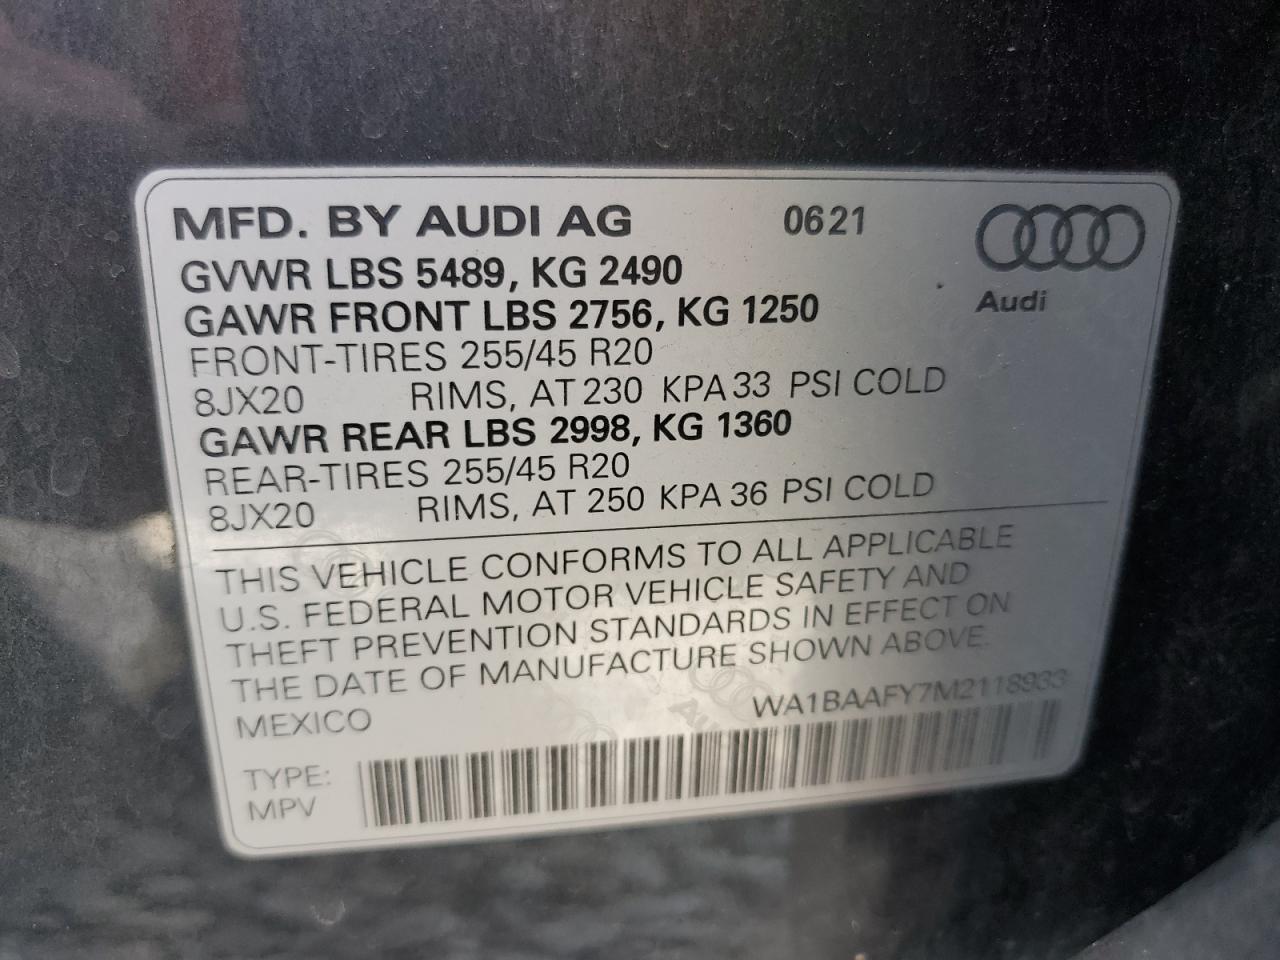 MFD. BY AUDI AG 0621
GVWR LBS 5489, KG 2490
Audi
GAWR FRONT LBS 2756, KG 1250
FRONT-TIRES 255/45 R20
8JX20 RIMS, AT 230 KPA 33 PSI COLD
GAWR REAR LBS 2998, KG 1360
REAR-TIRES 255/45 R20
8JX20 RIMS, AT 250 KPA 36 PSI COLD
THIS VEHICLE CONFORMS TO ALL APPLICABLE
U.S. FEDERAL MOTOR VEHICLE SAFETY AND
THEFT PREVENTION STANDARDS IN EFFECT ON
THE DATE OF MANUFACTURE SHOWN ABOVE.
MEXICO WA1BAAFY7M2118933
TYPE:
MPV